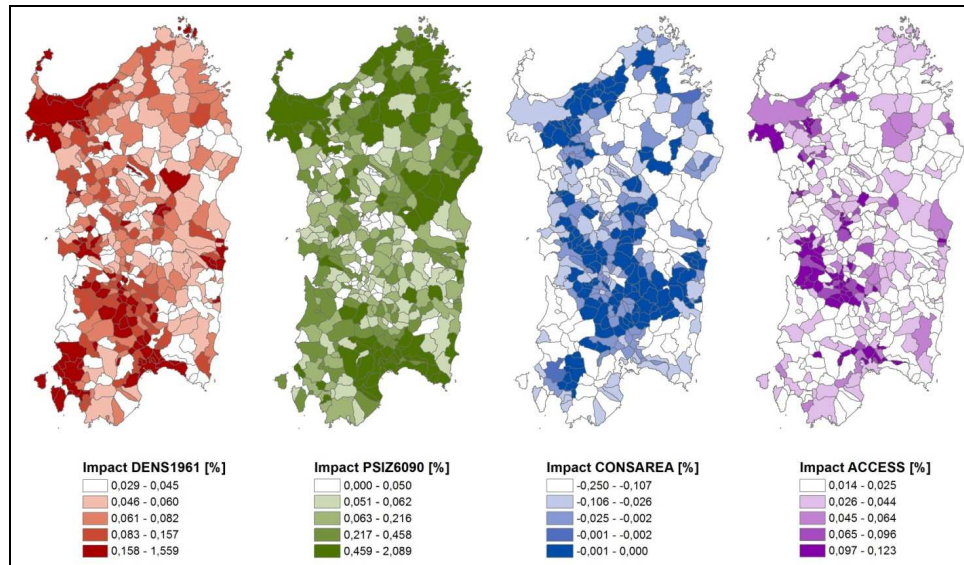 Impact DENS1961 [%]
0,029 - 0,045
0,046 - 0,060
0,061 - 0,082
0,083 - 0,157
0,158 - 1,559
Impact PSIZ6090 [%]
0,000 - 0,050
0,051 - 0,062
0,063 - 0,216
0,217 - 0,458
0,459 - 2,089
Impact CONSAREA [%]
-0,250 - -0,107
-0,106 - -0,026
-0,025 - -0,002
-0,001 - -0,002
-0,001 - 0,000
Impact ACCESS [%]
0,014 - 0,025
0,026 - 0,044
0,045 - 0,064
0,065 - 0,096
0,097 - 0,123